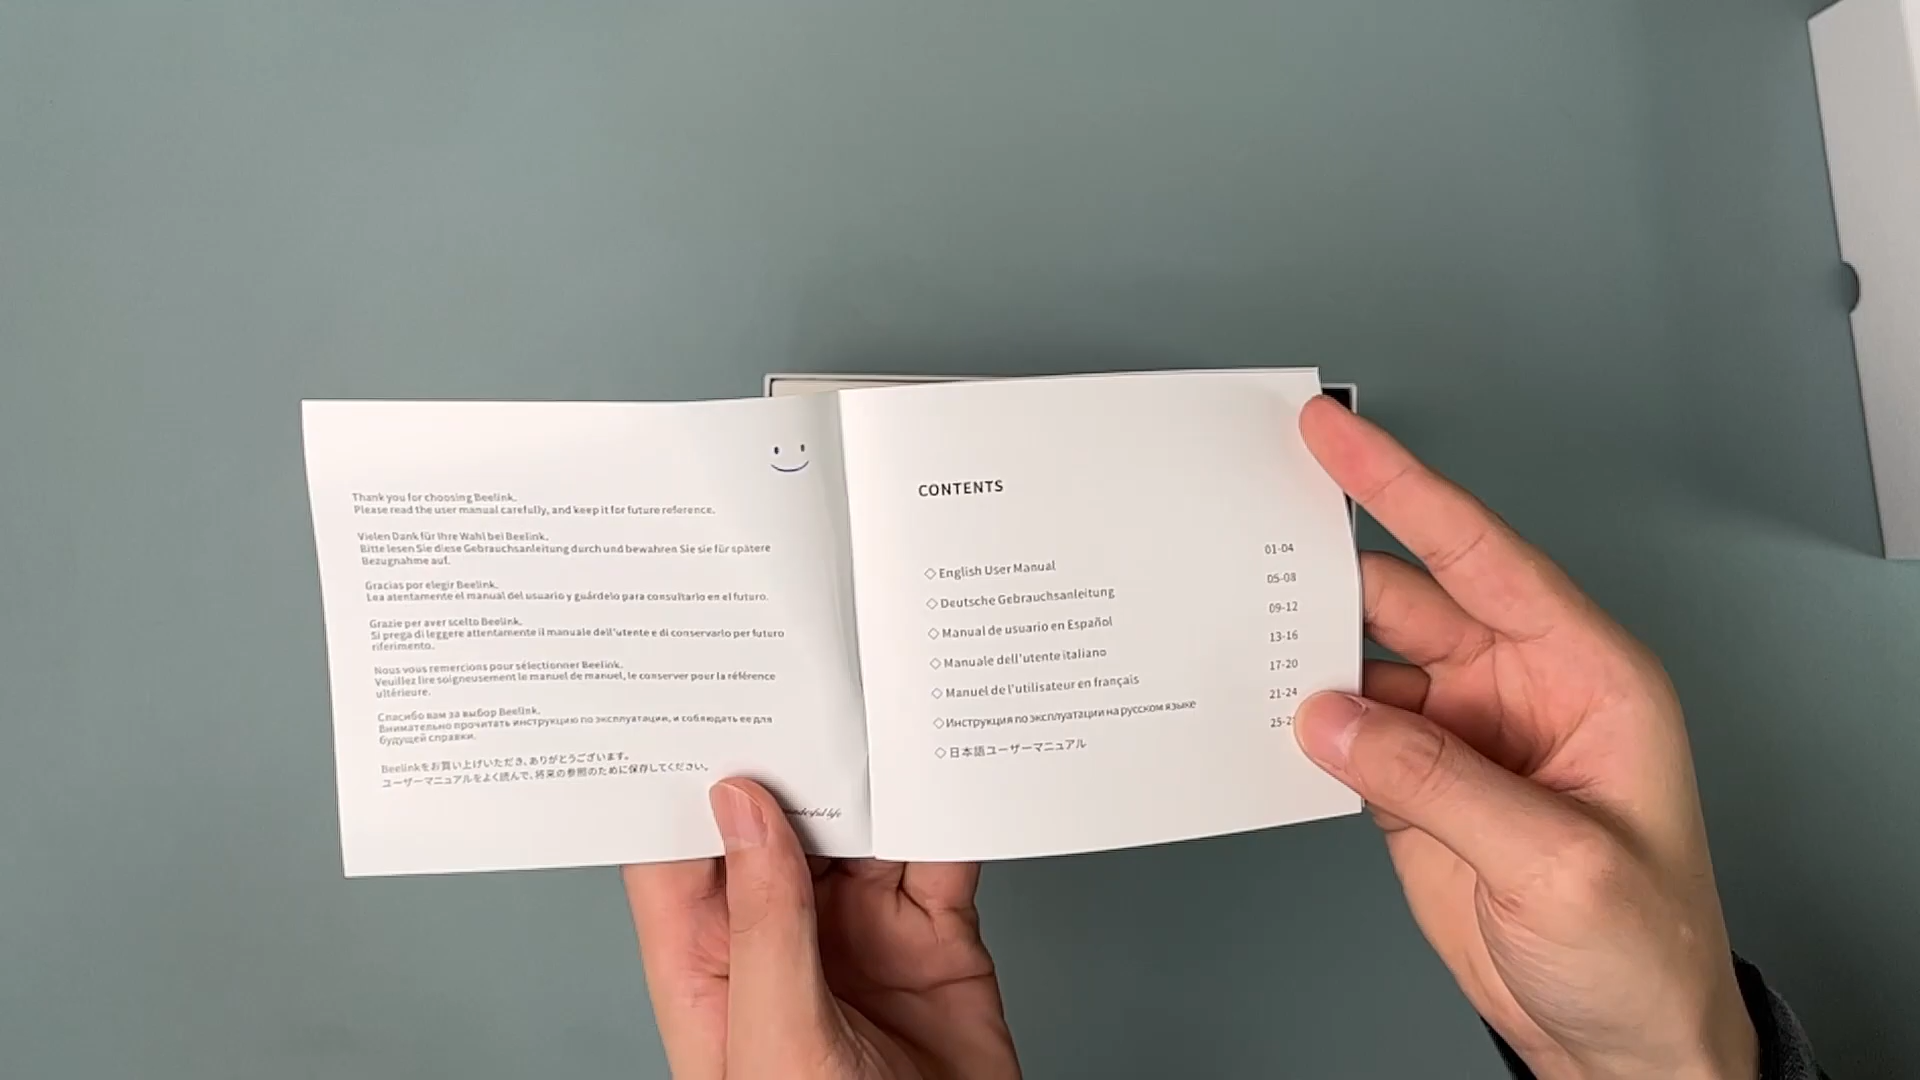 Thank you for choosing Beelink.
Please read the user manual carefully, and keep it for future reference.
Vielen Dank für Ihre Wahl bei Beelink.
Bitte lesen Sie diese Gebrauchsanleitung durch und bewahren Sie sie für spätere
Bezugnahme auf.
Gracias por elegir Beelink.
Lea atentamente el manual del usuario y guárdelo para consultarlo en el futuro.
Grazie per aver scelto Beelink.
Si prega di leggere attentamente il manuale dell'utente e di conservarlo per futuro
riferimento.
Nous vous remercions pour sélectionner Beelink.
Veuillez lire soigneusement le manuel de manuel, le conserver pour la référence
ultérieure.
Спасибо вам за выбор Beelink.
Внимательно прочитать инструкцию по эксплуатации, и соблюдать ее для
будущей справки.
Beelinkをお買い上げいただき、ありがとうございます。
ユーザーマニュアルをよく読んで、将来の参照のために保存してください。
life
CONTENTS
◇ English User Manual 01-04
◇ Deutsche Gebrauchsanleitung 05-08
◇ Manual de usuario en Español 09-12
◇ Manuale dell'utente italiano 13-16
◇ Manuel de l'utilisateur en français 17-20
◇ Инструкция по эксплуатации на русском языке 21-24
◇ 日本語ユーザーマニュアル 25-2